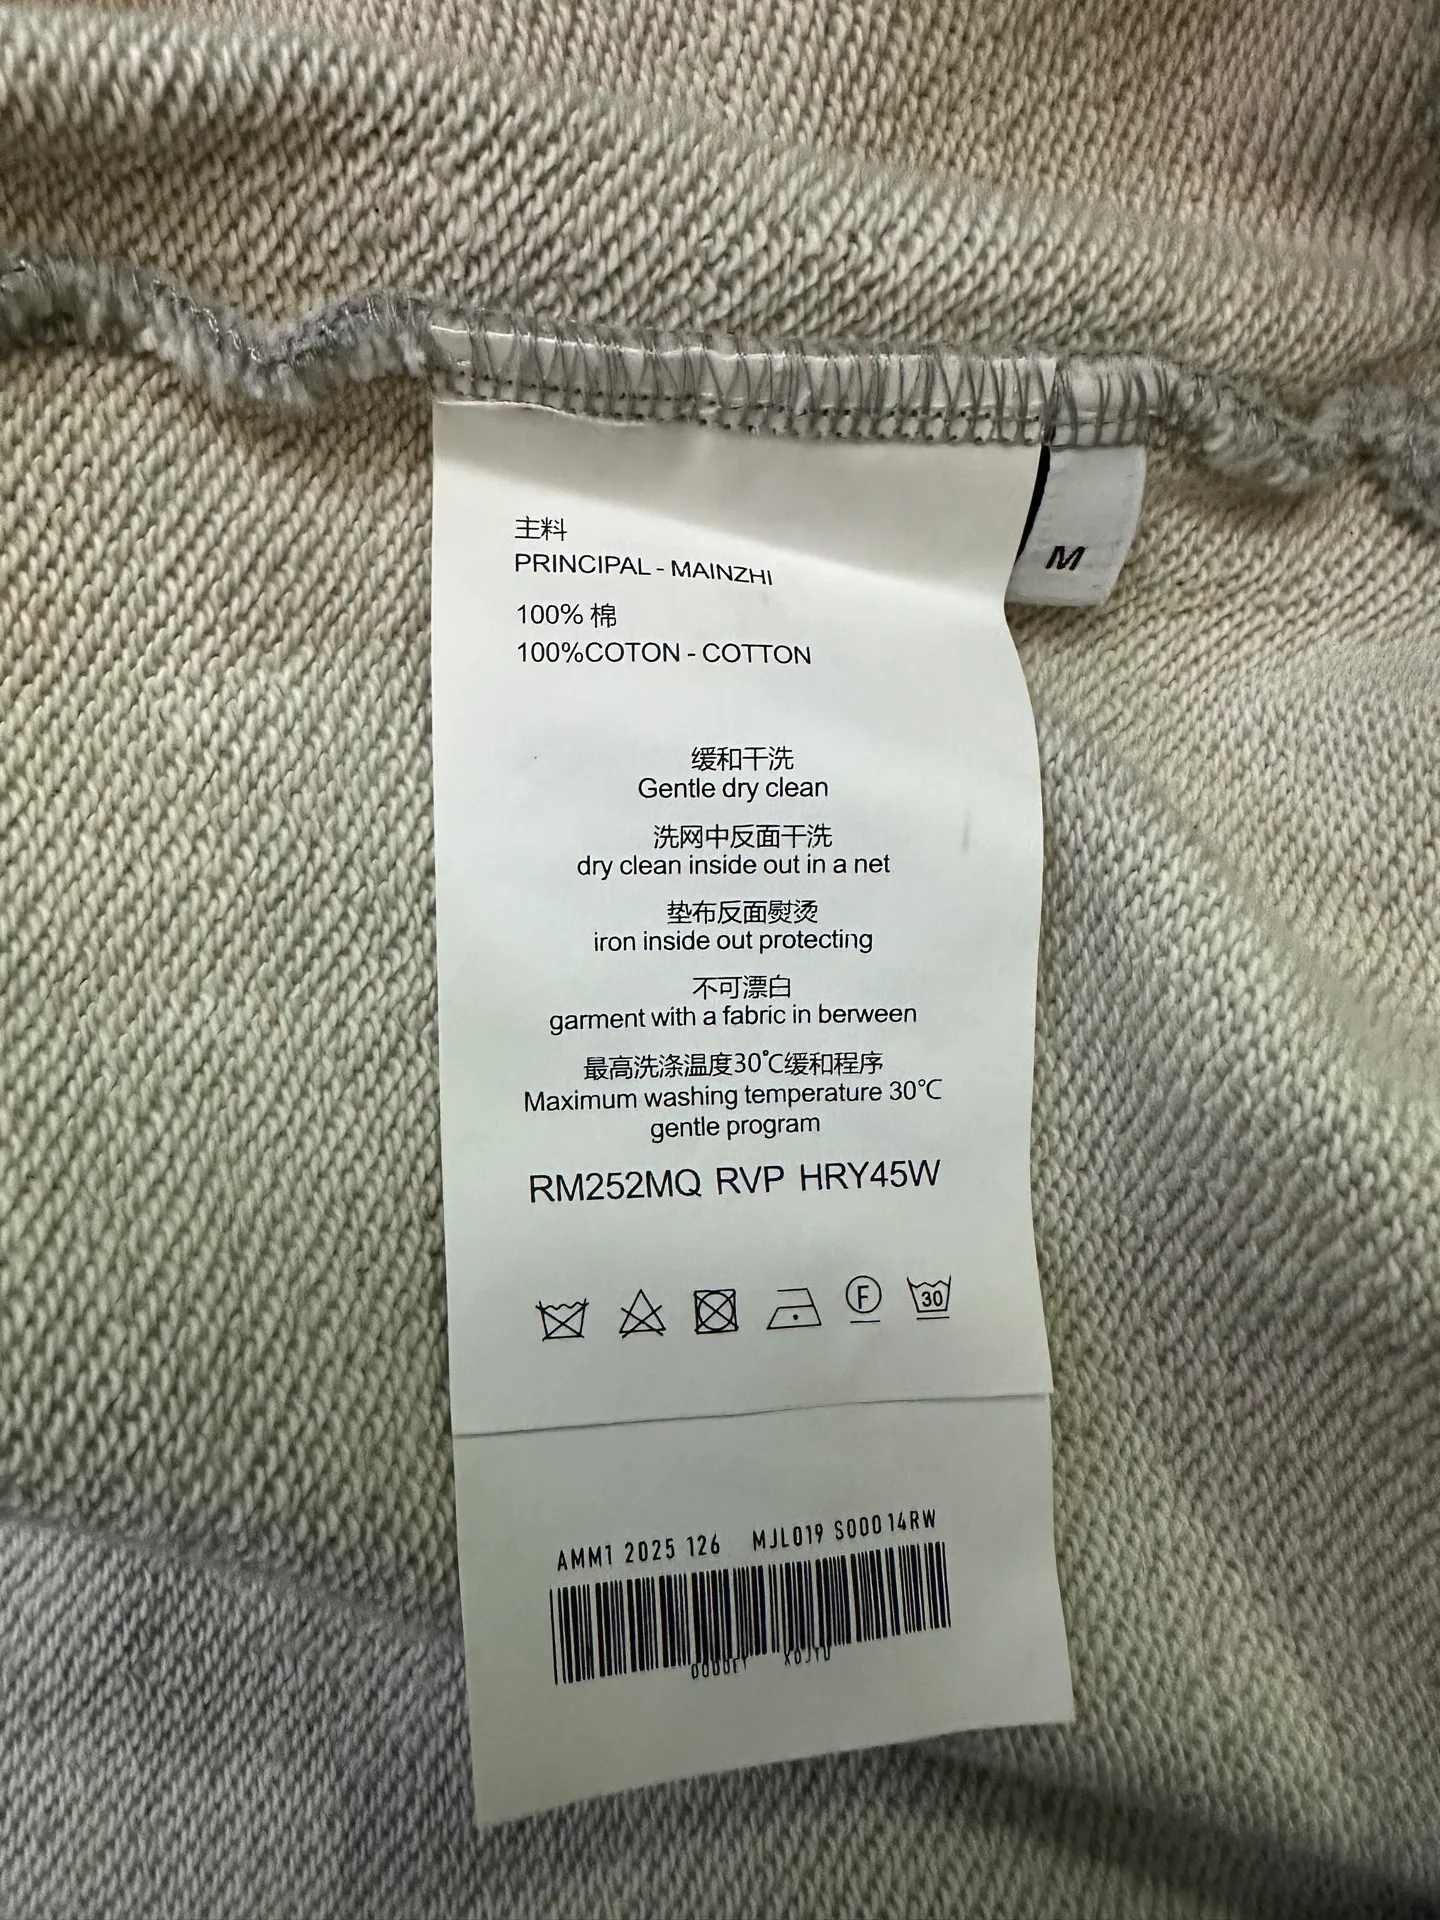 主料
PRINCIPAL - MAINZHI
M
100% 棉
100%COTON - COTTON
缓和干洗
Gentle dry clean
洗网中反面干洗
dry clean inside out in a net
垫布反面熨烫
iron inside out protecting
不可漂白
garment with a fabric in berween
最高洗涤温度30℃缓和程序
Maximum washing temperature 30℃
gentle program
RM252MQ RVP HRY45W
F
30
AMM1 2025 126 MJL019 S00014RW